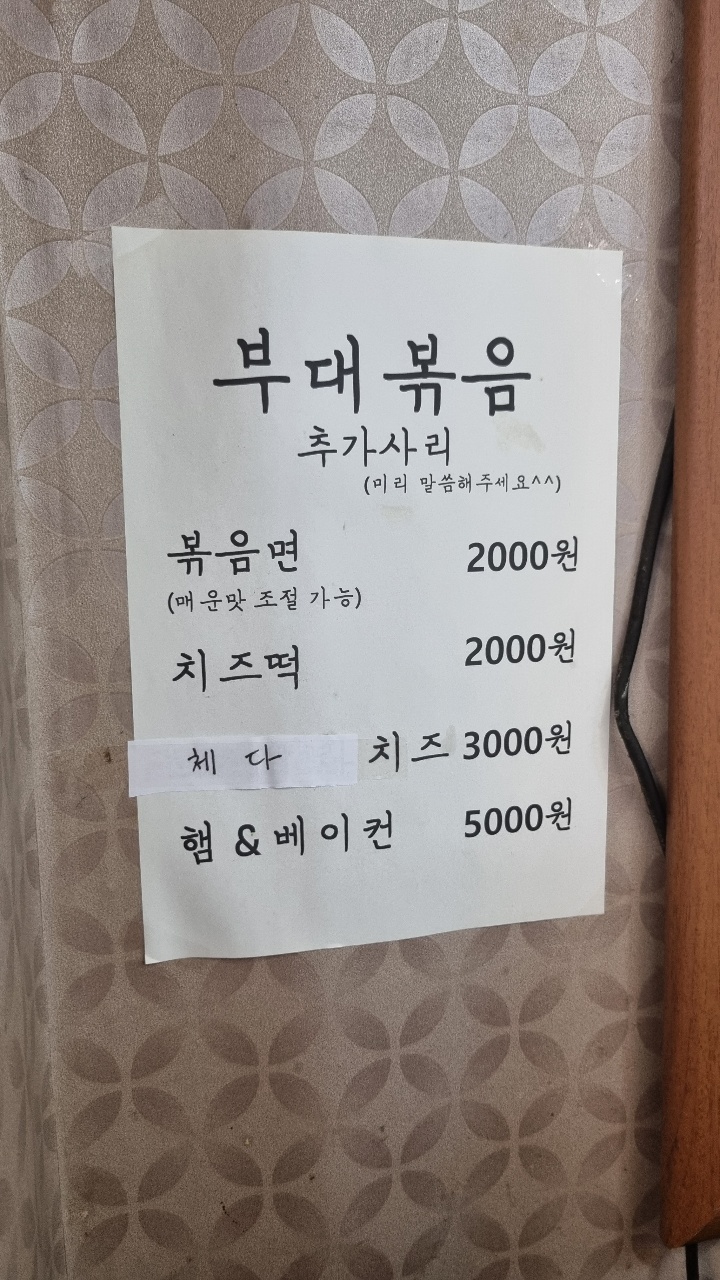 부대볶음
추가사리
(미리 말씀해주세요^^)
볶음면 2000원
(매운맛 조절 가능)
치즈떡 2000원
체 다 치즈 3000원
햄 & 베이컨 5000원